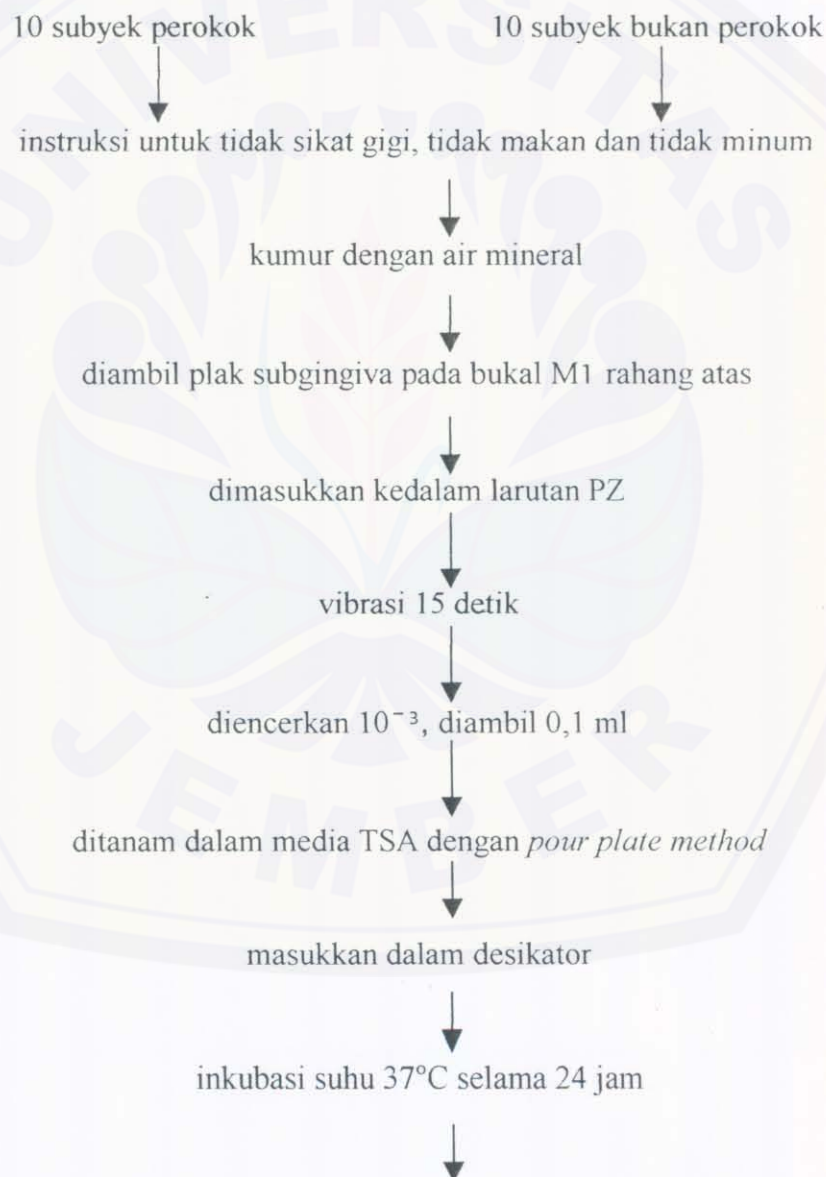 10 subyek perokok 10 subyek bukan perokok
instruksi untuk tidak sikat gigi, tidak makan dan tidak minum
kumur dengan air mineral
diambil plak subgingiva pada bukal M1 rahang atas
dimasukkan kedalam larutan PZ
vibrasi 15 detik
diencerkan 10⁻³, diambil 0,1 ml
ditanam dalam media TSA dengan pour plate method
masukkan dalam desikator
inkubasi suhu 37°C selama 24 jam
UNIVERSITAS
JEMBER